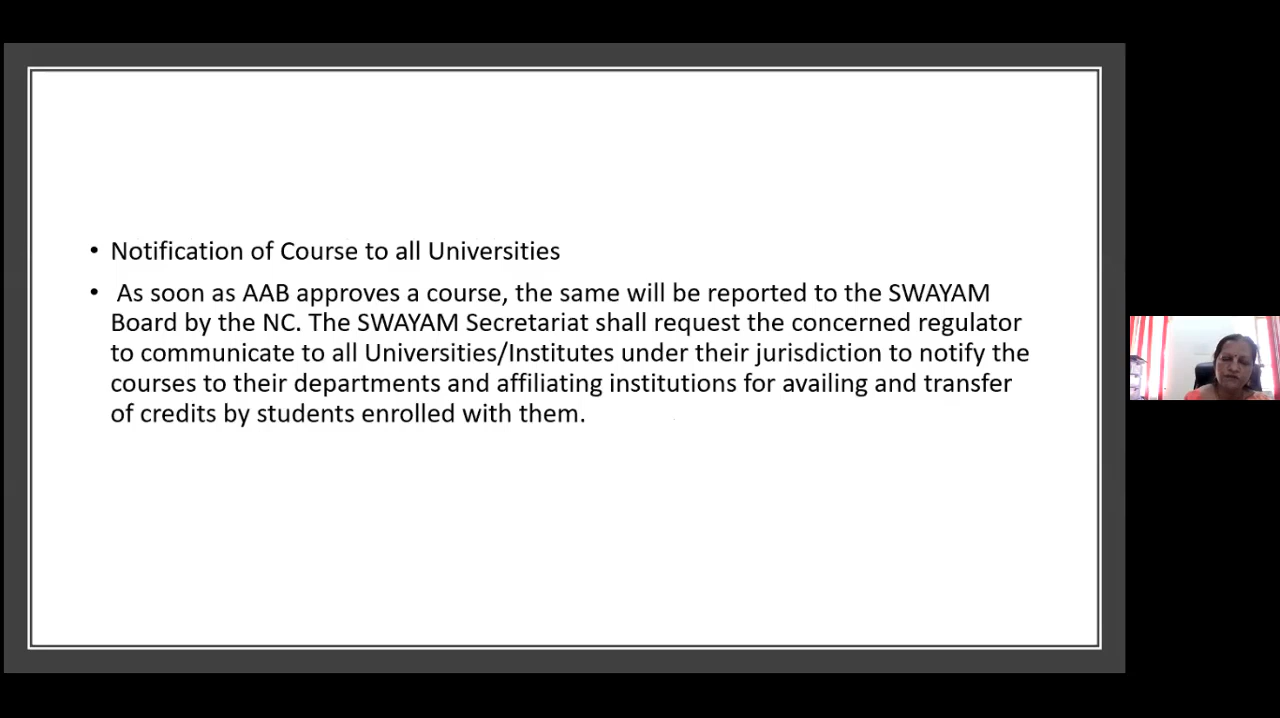 • Notification of Course to all Universities
• As soon as AAB approves a course, the same will be reported to the SWAYAM
Board by the NC. The SWAYAM Secretariat shall request the concerned regulator
to communicate to all Universities/Institutes under their jurisdiction to notify the
courses to their departments and affiliating institutions for availing and transfer
of credits by students enrolled with them.